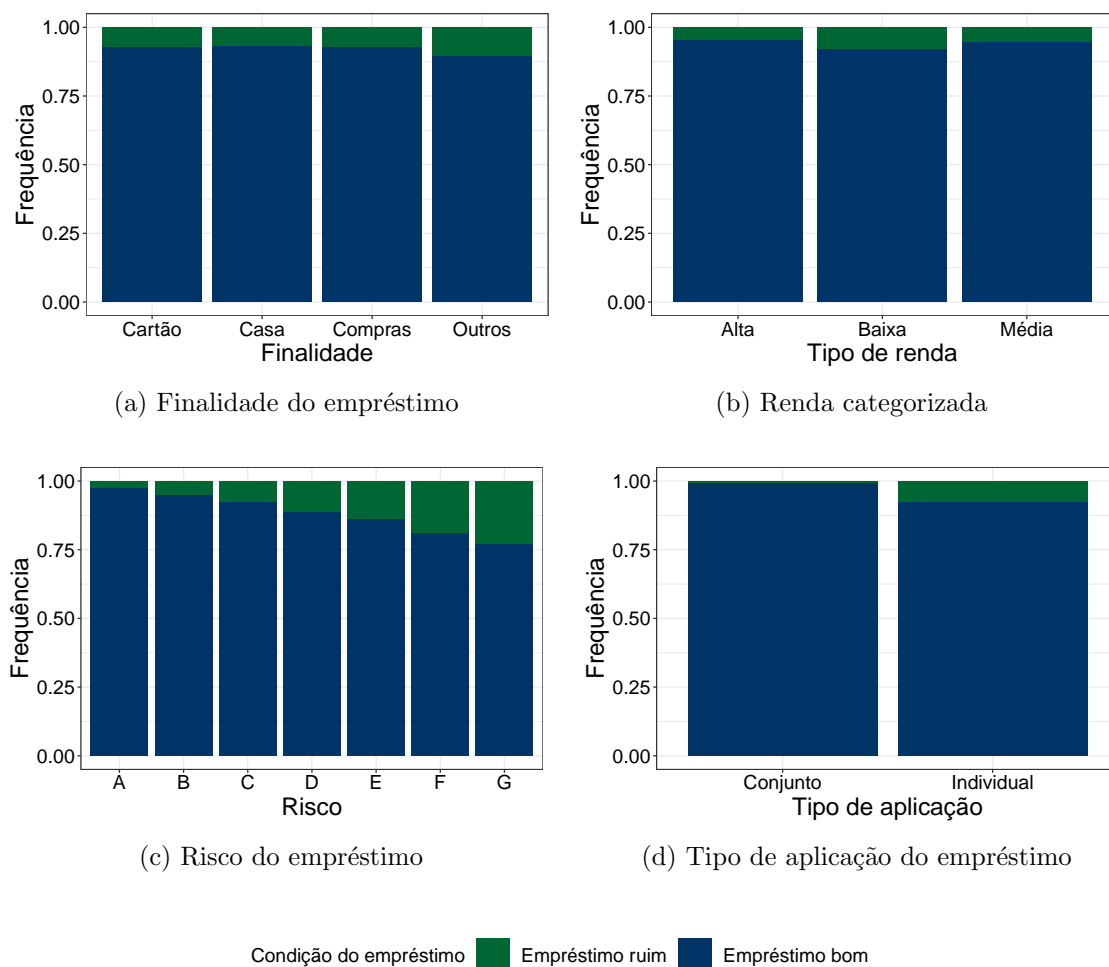 1.00
0.75
0.50
0.25
0.00
Frequência
Cartão Casa Compras Outros
Finalidade
(a) Finalidade do empréstimo
1.00
0.75
0.50
0.25
0.00
Frequência
Alta Baixa Média
Tipo de renda
(b) Renda categorizada
1.00
0.75
0.50
0.25
0.00
Frequência
A B C D E F G
Risco
(c) Risco do empréstimo
1.00
0.75
0.50
0.25
0.00
Frequência
Conjunto Individual
Tipo de aplicação
(d) Tipo de aplicação do empréstimo
Condição do empréstimo Empréstimo ruim Empréstimo bom